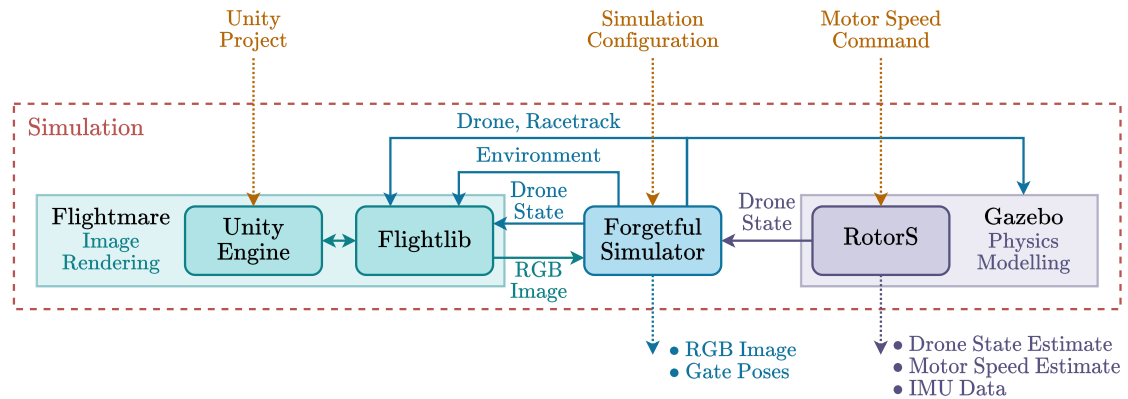 Unity
Project
Simulation
Configuration
Motor Speed
Command
Simulation
Drone, Racetrack
Environment
Flightmare
Image
Rendering
Unity
Engine
Flightlib
Drone
State
RGB
Image
Forgetful
Simulator
Drone
State
RotorS
Gazebo
Physics
Modelling
● RGB Image
● Gate Poses
● Drone State Estimate
● Motor Speed Estimate
● IMU Data